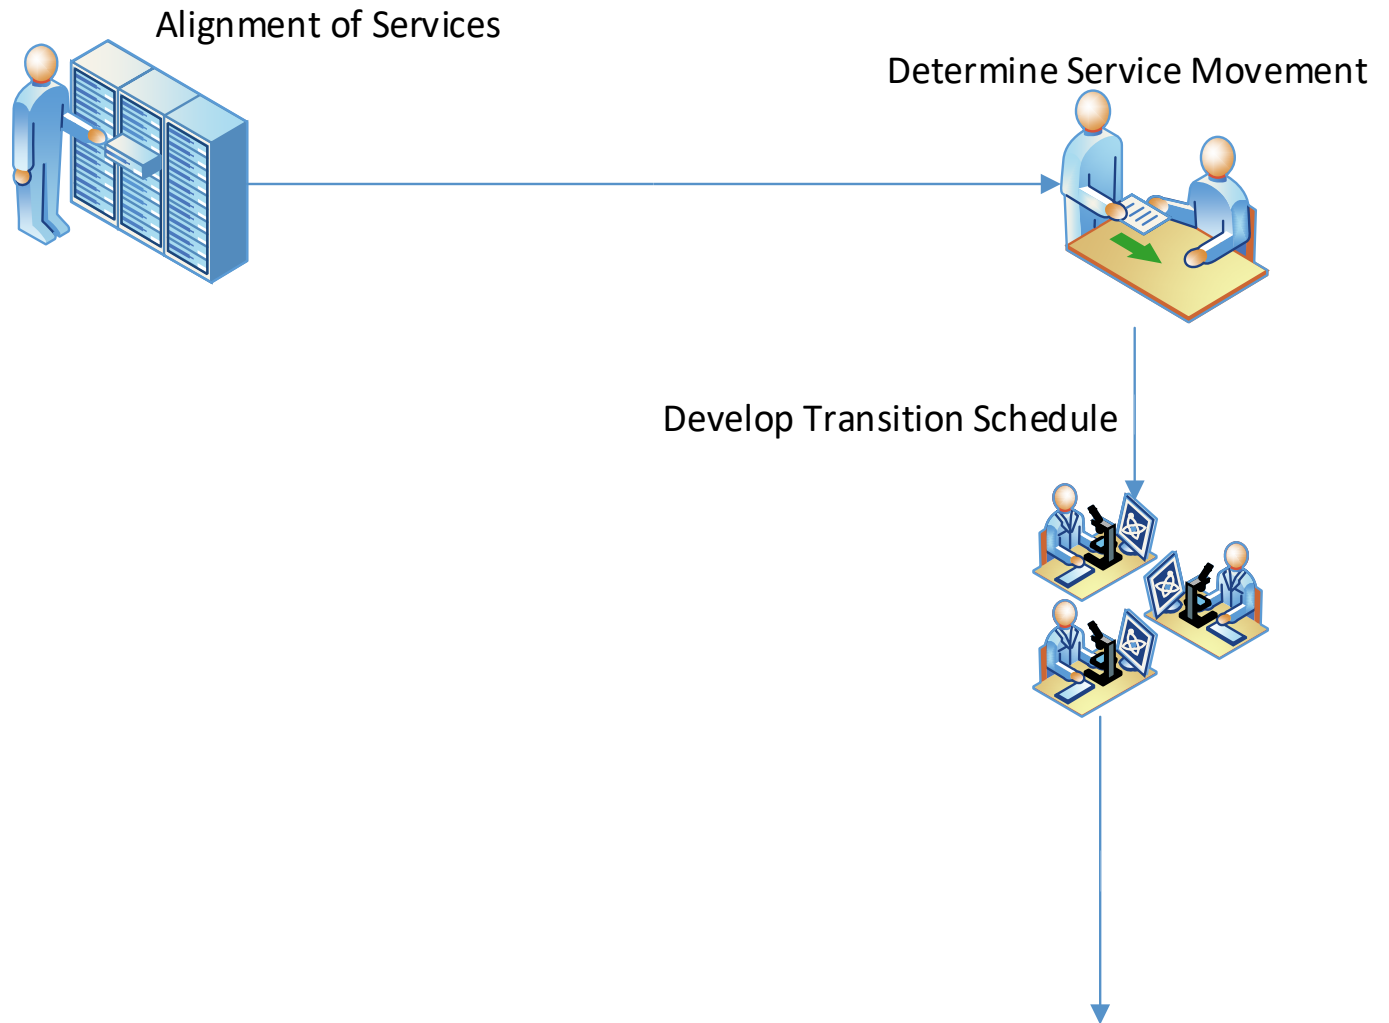 Alignment of Services
Determine Service Movement
Develop Transition Schedule